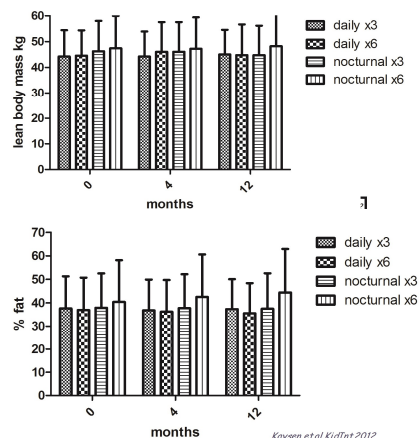 lean body mass kg
60
50
40
30
20
10
0
0
4
12
months
daily x3
daily x6
nocturnal x3
nocturnal x6
% fat
70
60
50
40
30
20
10
0
0
4
12
months
daily x3
daily x6
nocturnal x3
nocturnal x6
Kaysen et al KidInt 2012